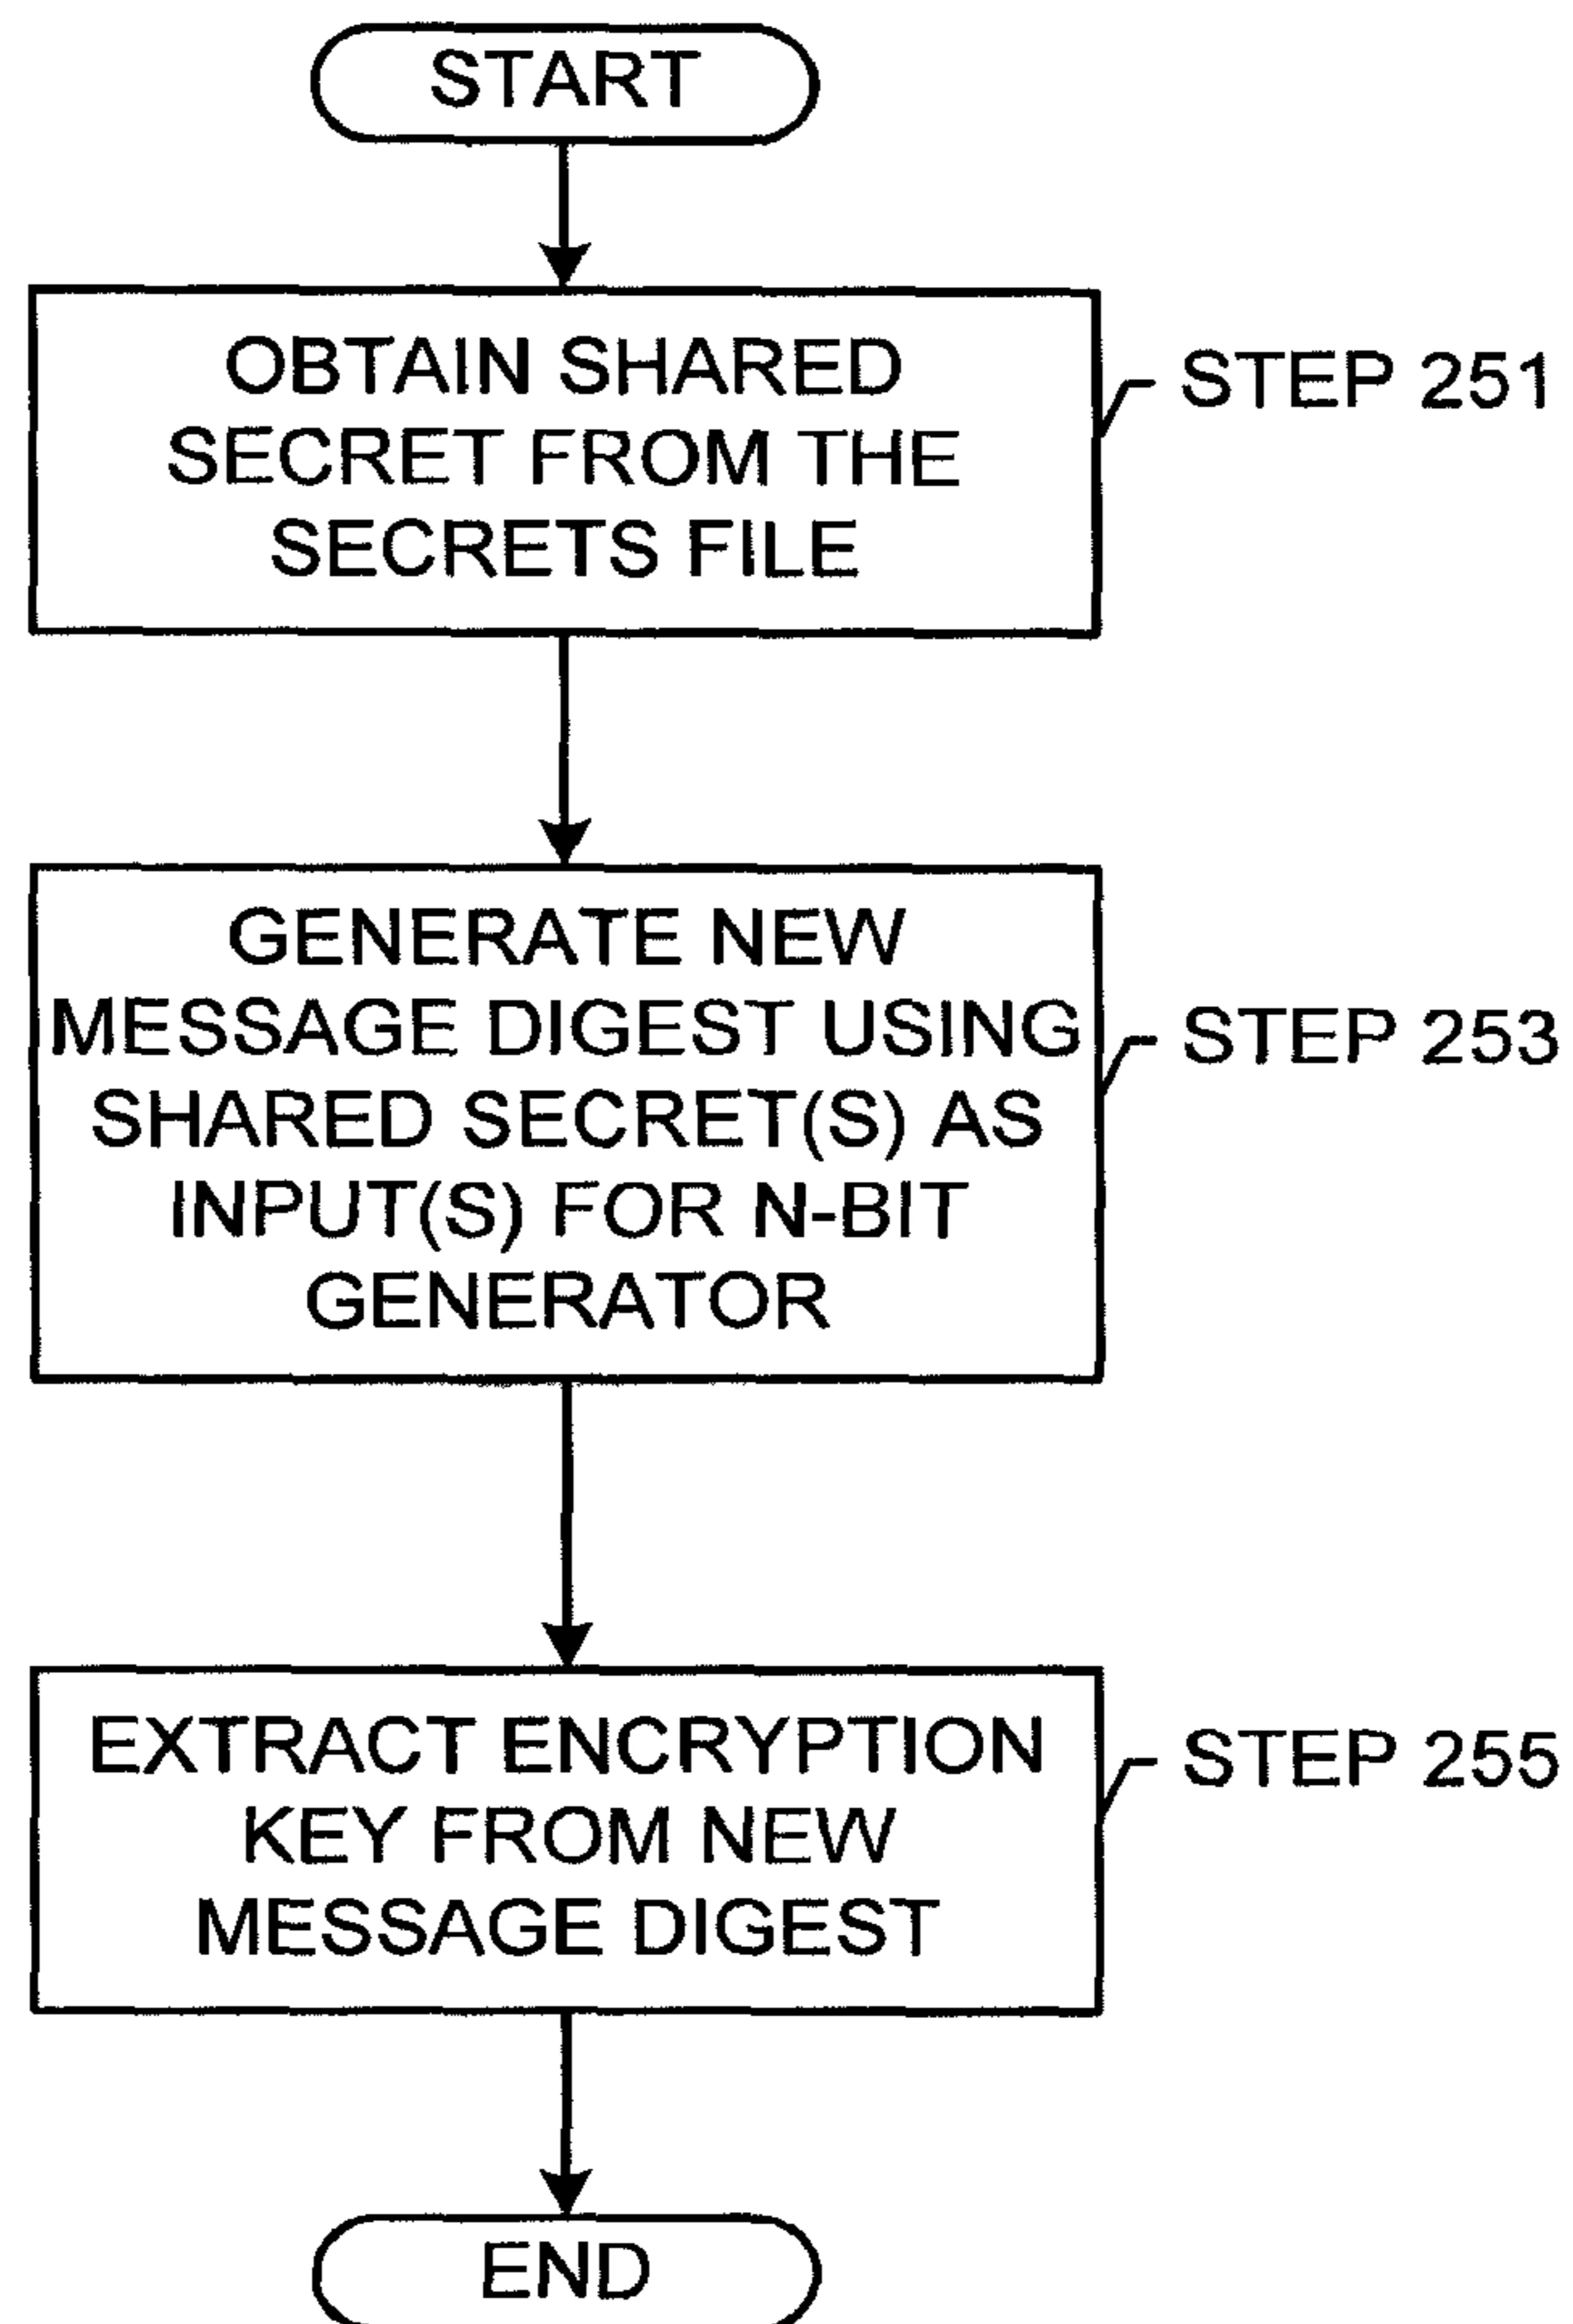 START
OBTAIN SHARED
SECRET FROM THE
SECRETS FILE
STEP 251
GENERATE NEW
MESSAGE DIGEST USING
SHARED SECRET(S) AS
INPUT(S) FOR N-BIT
GENERATOR
STEP 253
EXTRACT ENCRYPTION
KEY FROM NEW
MESSAGE DIGEST
STEP 255
END